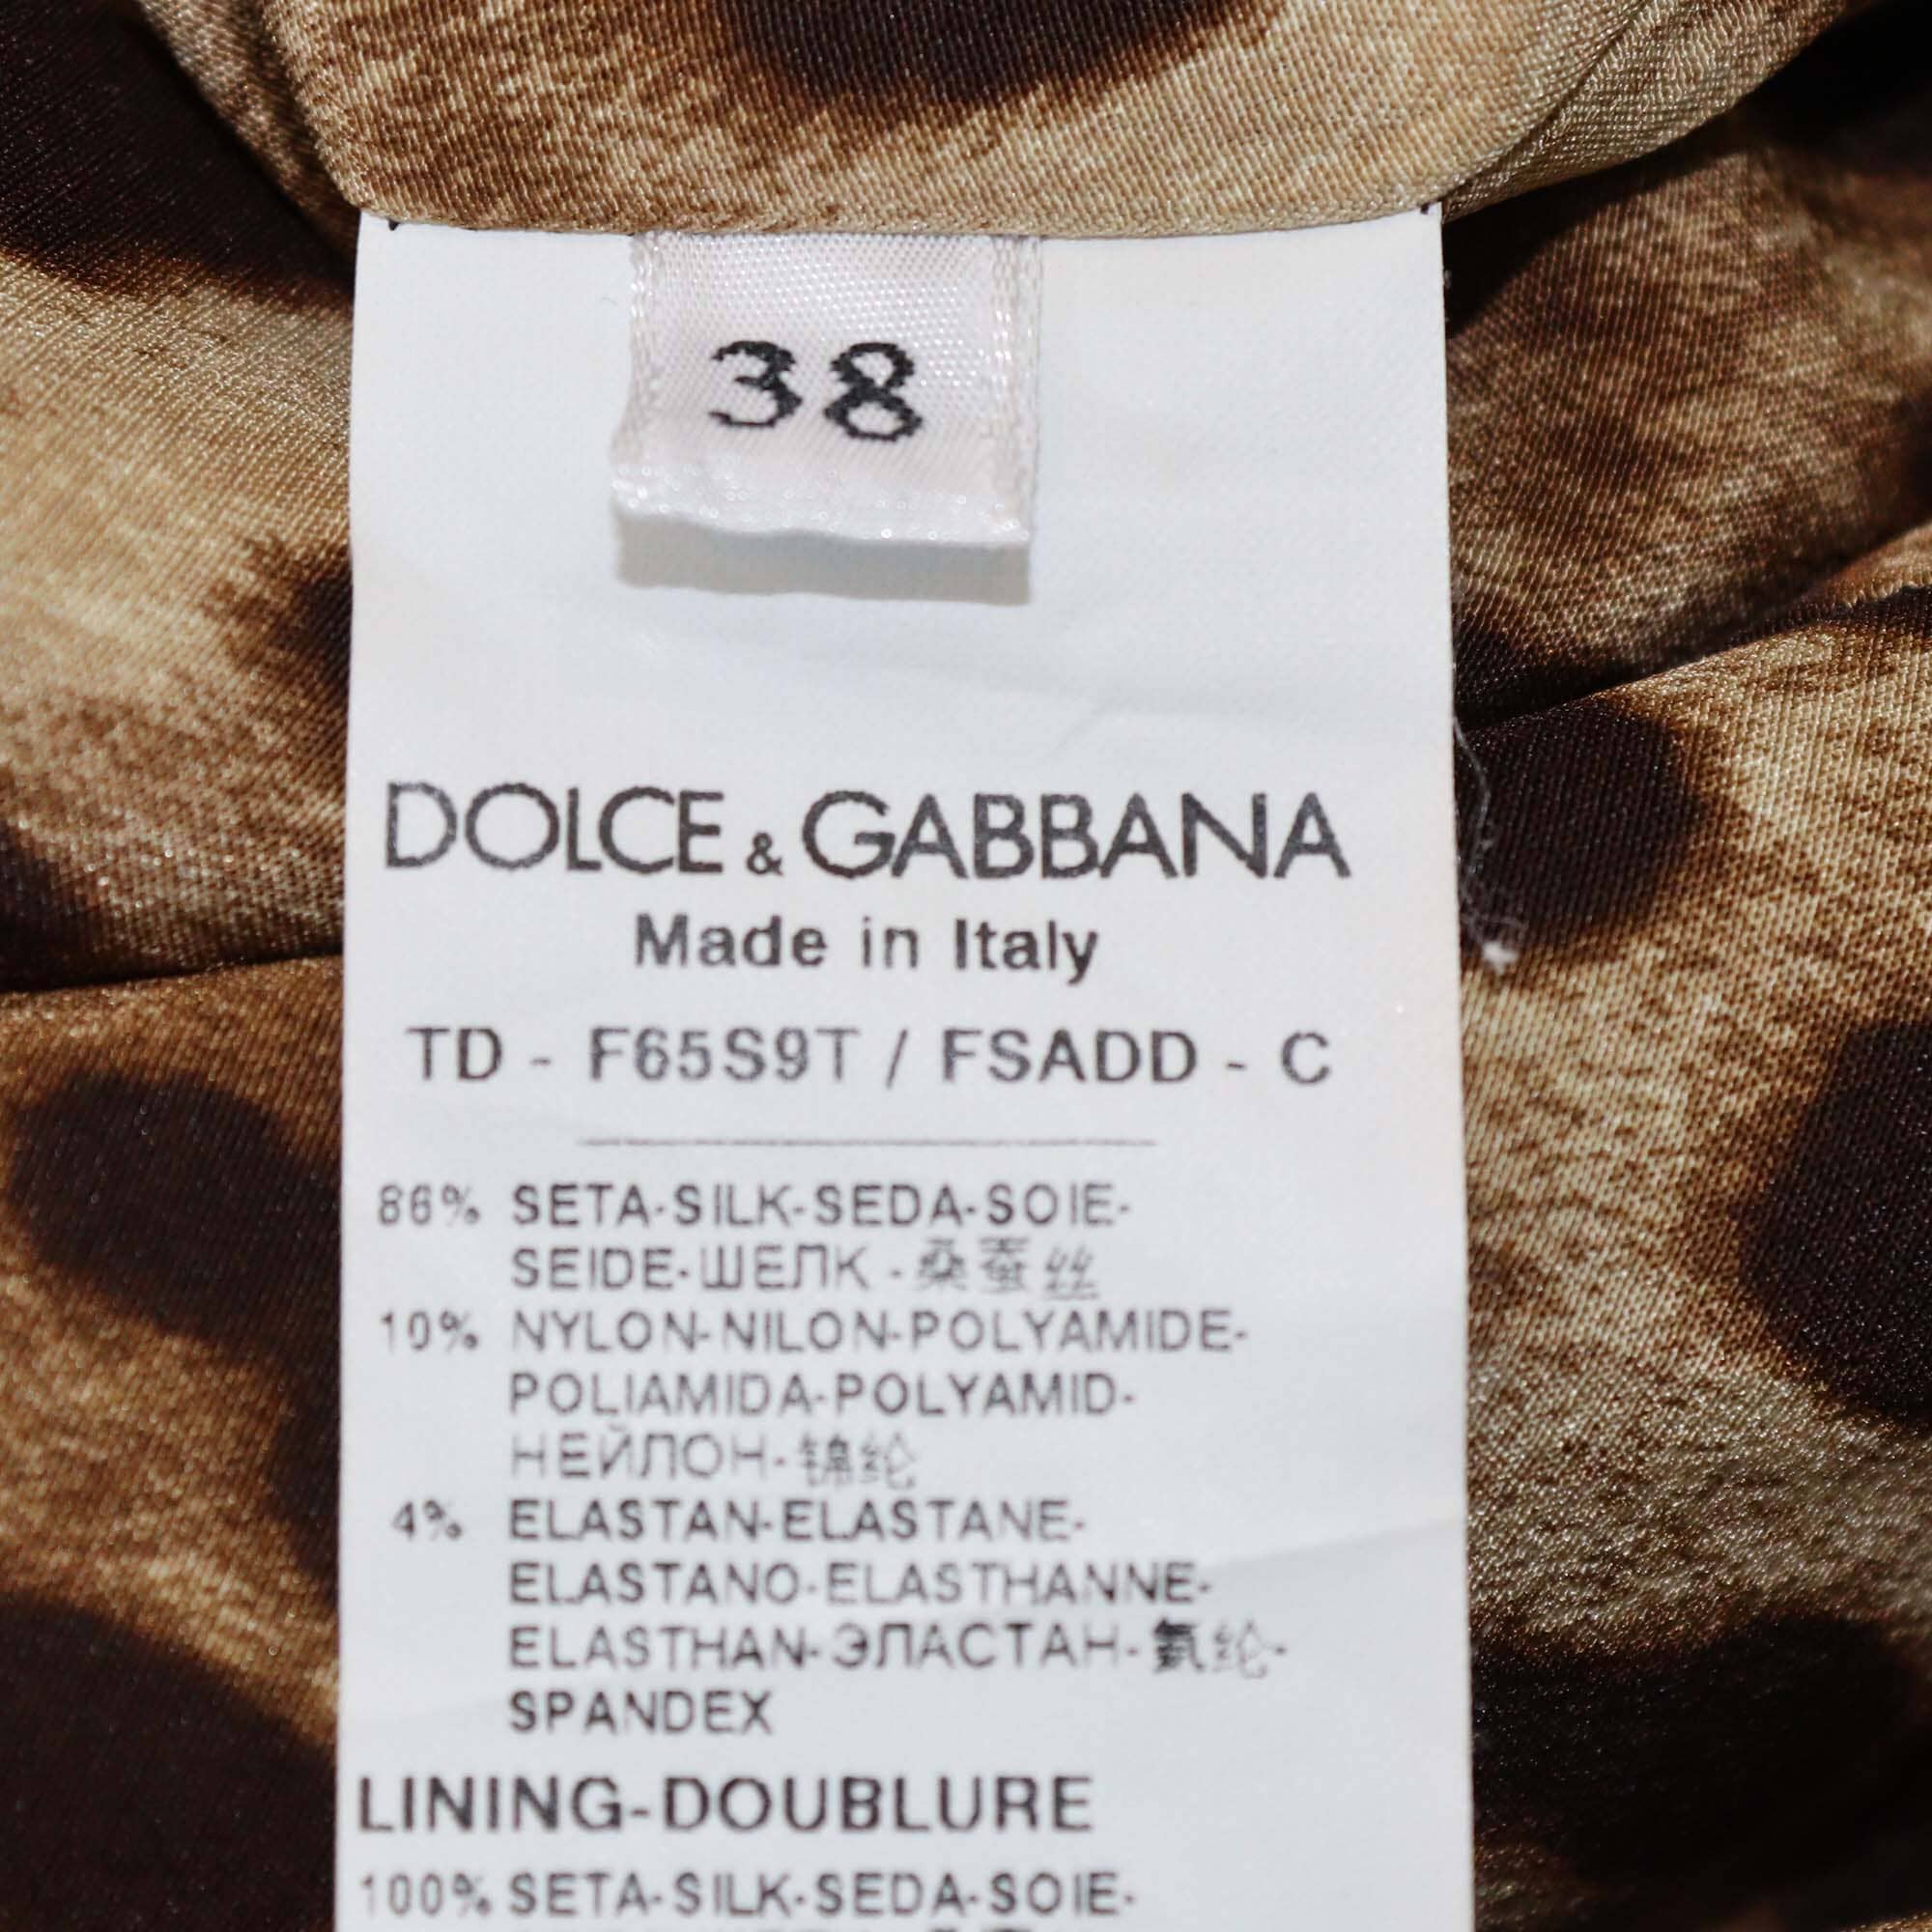 38
DOLCE & GABBANA
Made in Italy
TD - F65S9T / FSADD - C
86% SETA-SILK-SEDA-SOIE-
SEIDE-ШЕЛК-桑蚕丝
10% NYLON-NILON-POLYAMIDE-
POLIAMIDA-POLYAMID-
НЕЙЛОН-锦纶
4% ELASTAN-ELASTANE-
ELASTANO-ELASTHANNE-
ELASTHAN-ЭЛАСТАН-氨纶-
SPANDEX
LINING-DOUBLURE
100% SETA-SILK-SEDA-SOIE-